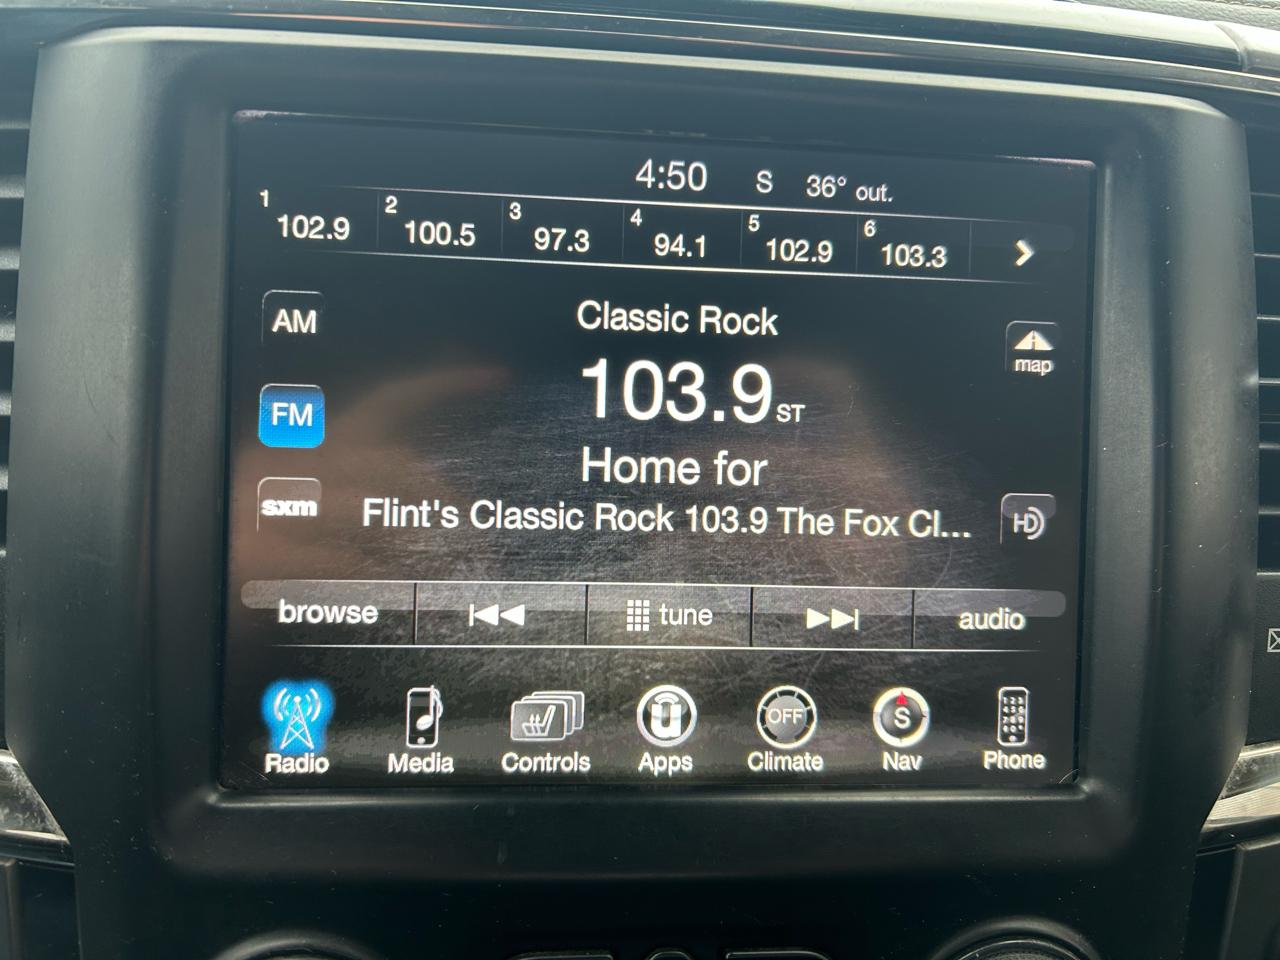 4:50 S 36° out.
1 102.9 2 100.5 3 97.3 4 94.1 5 102.9 6 103.3
AM
Classic Rock
map
103.9 ST
FM
Home for
sxm
Flint's Classic Rock 103.9 The Fox Cl...
HD
browse tune audio
OFF S
Radio Media Controls Apps Climate Nav Phone